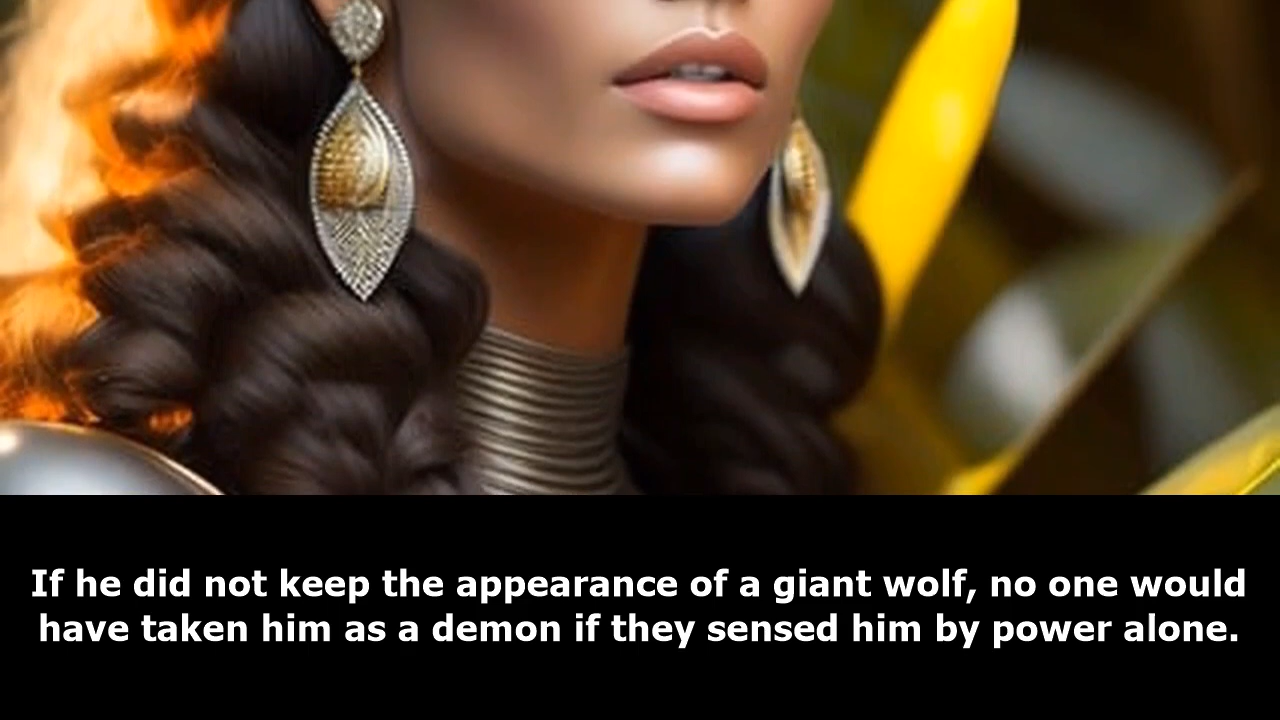 If he did not keep the appearance of a giant wolf, no one would
have taken him as a demon if they sensed him by power alone.